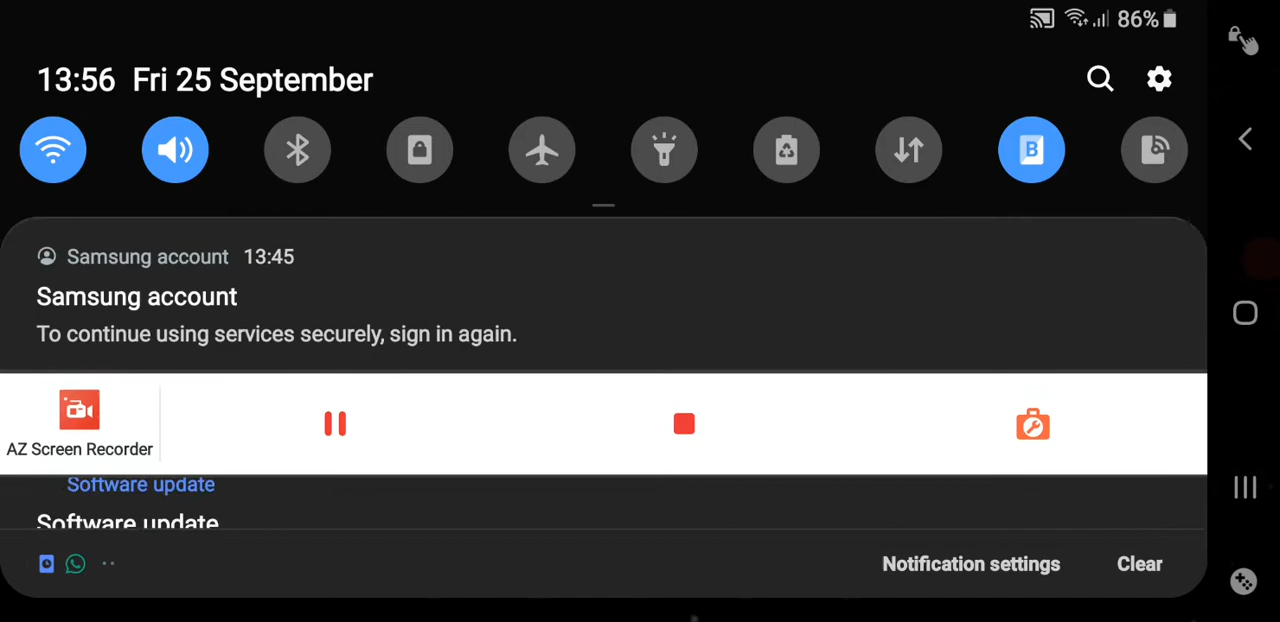 86%
13:56 Fri 25 September
B
Samsung account 13:45
Samsung account
To continue using services securely, sign in again.
AZ Screen Recorder
Software update
Software update
Notification settings Clear